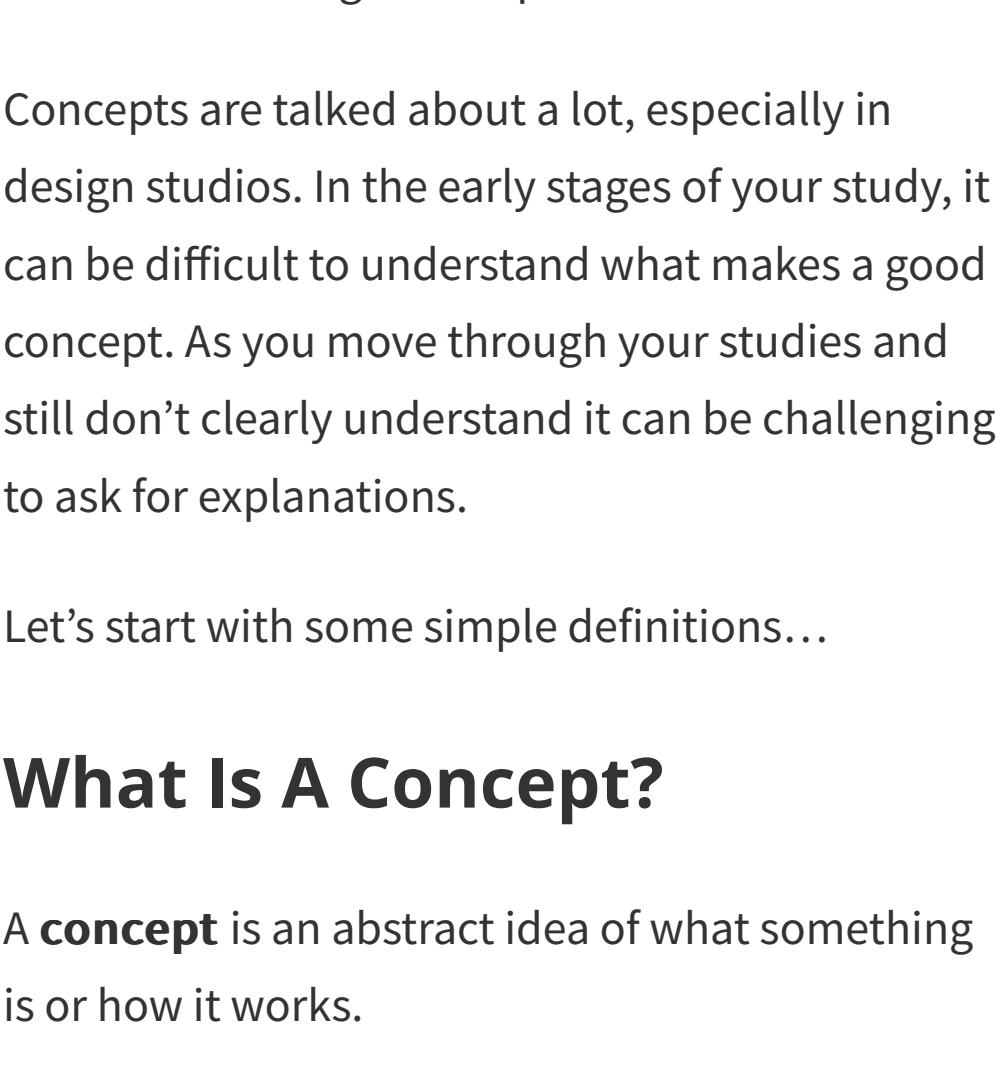 Concepts are talked about a lot, especially in
design studios. In the early stages of your study, it
can be difficult to understand what makes a good
concept. As you move through your studies and
still don’t clearly understand it can be challenging
to ask for explanations.
Let’s start with some simple definitions…
What Is A Concept?
A concept is an abstract idea of what something
is or how it works.